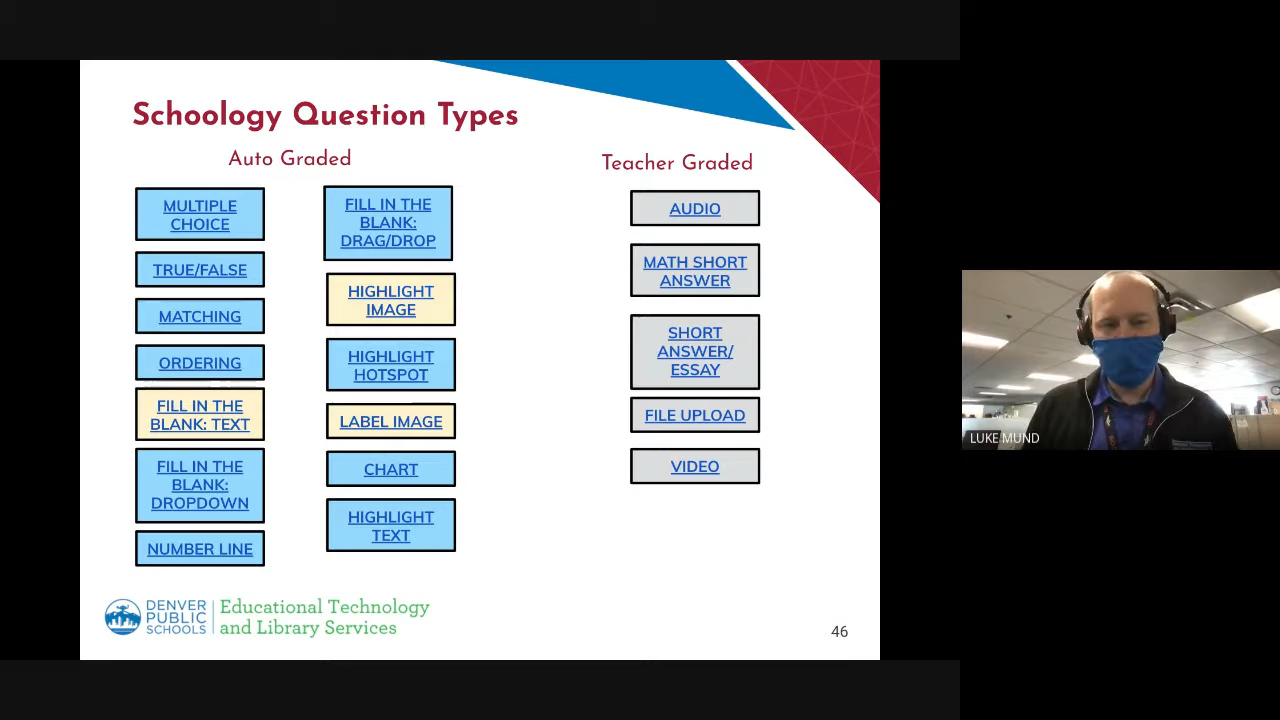 Schoology Question Types
Auto Graded
MULTIPLE
CHOICE
TRUE/FALSE
MATCHING
ORDERING
FILL IN THE
BLANK: TEXT
FILL IN THE
BLANK:
DROPDOWN
NUMBER LINE
FILL IN THE
BLANK:
DRAG/DROP
HIGHLIGHT
IMAGE
HIGHLIGHT
HOTSPOT
LABEL IMAGE
CHART
HIGHLIGHT
TEXT
Teacher Graded
AUDIO
MATH SHORT
ANSWER
SHORT
ANSWER/
ESSAY
FILE UPLOAD
VIDEO
DENVER
PUBLIC
SCHOOLS
Educational Technology
and Library Services
46
LUKE MUND